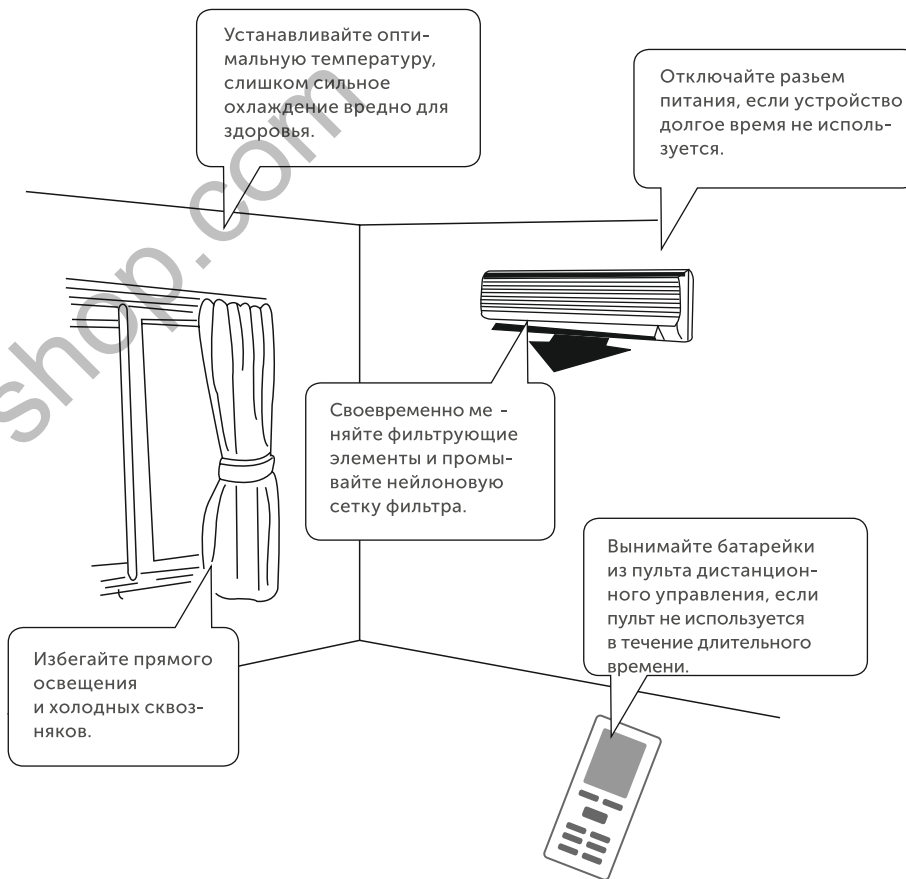 Устанавливайте опти-
мальную температуру,
слишком сильное
охлаждение вредно для
здоровья.
Отключайте разьем
питания, если устройство
долгое время не исполь-
зуется.
shop.com
Своевременно ме -
няйте фильтрующие
элементы и промы-
вайте нейлоновую
сетку фильтра.
Вынимайте батарейки
из пульта дистанцион-
ного управления, если
пульт не используется
в течение длительного
времени.
Избегайте прямого
освещения
и холодных сквоз-
няков.